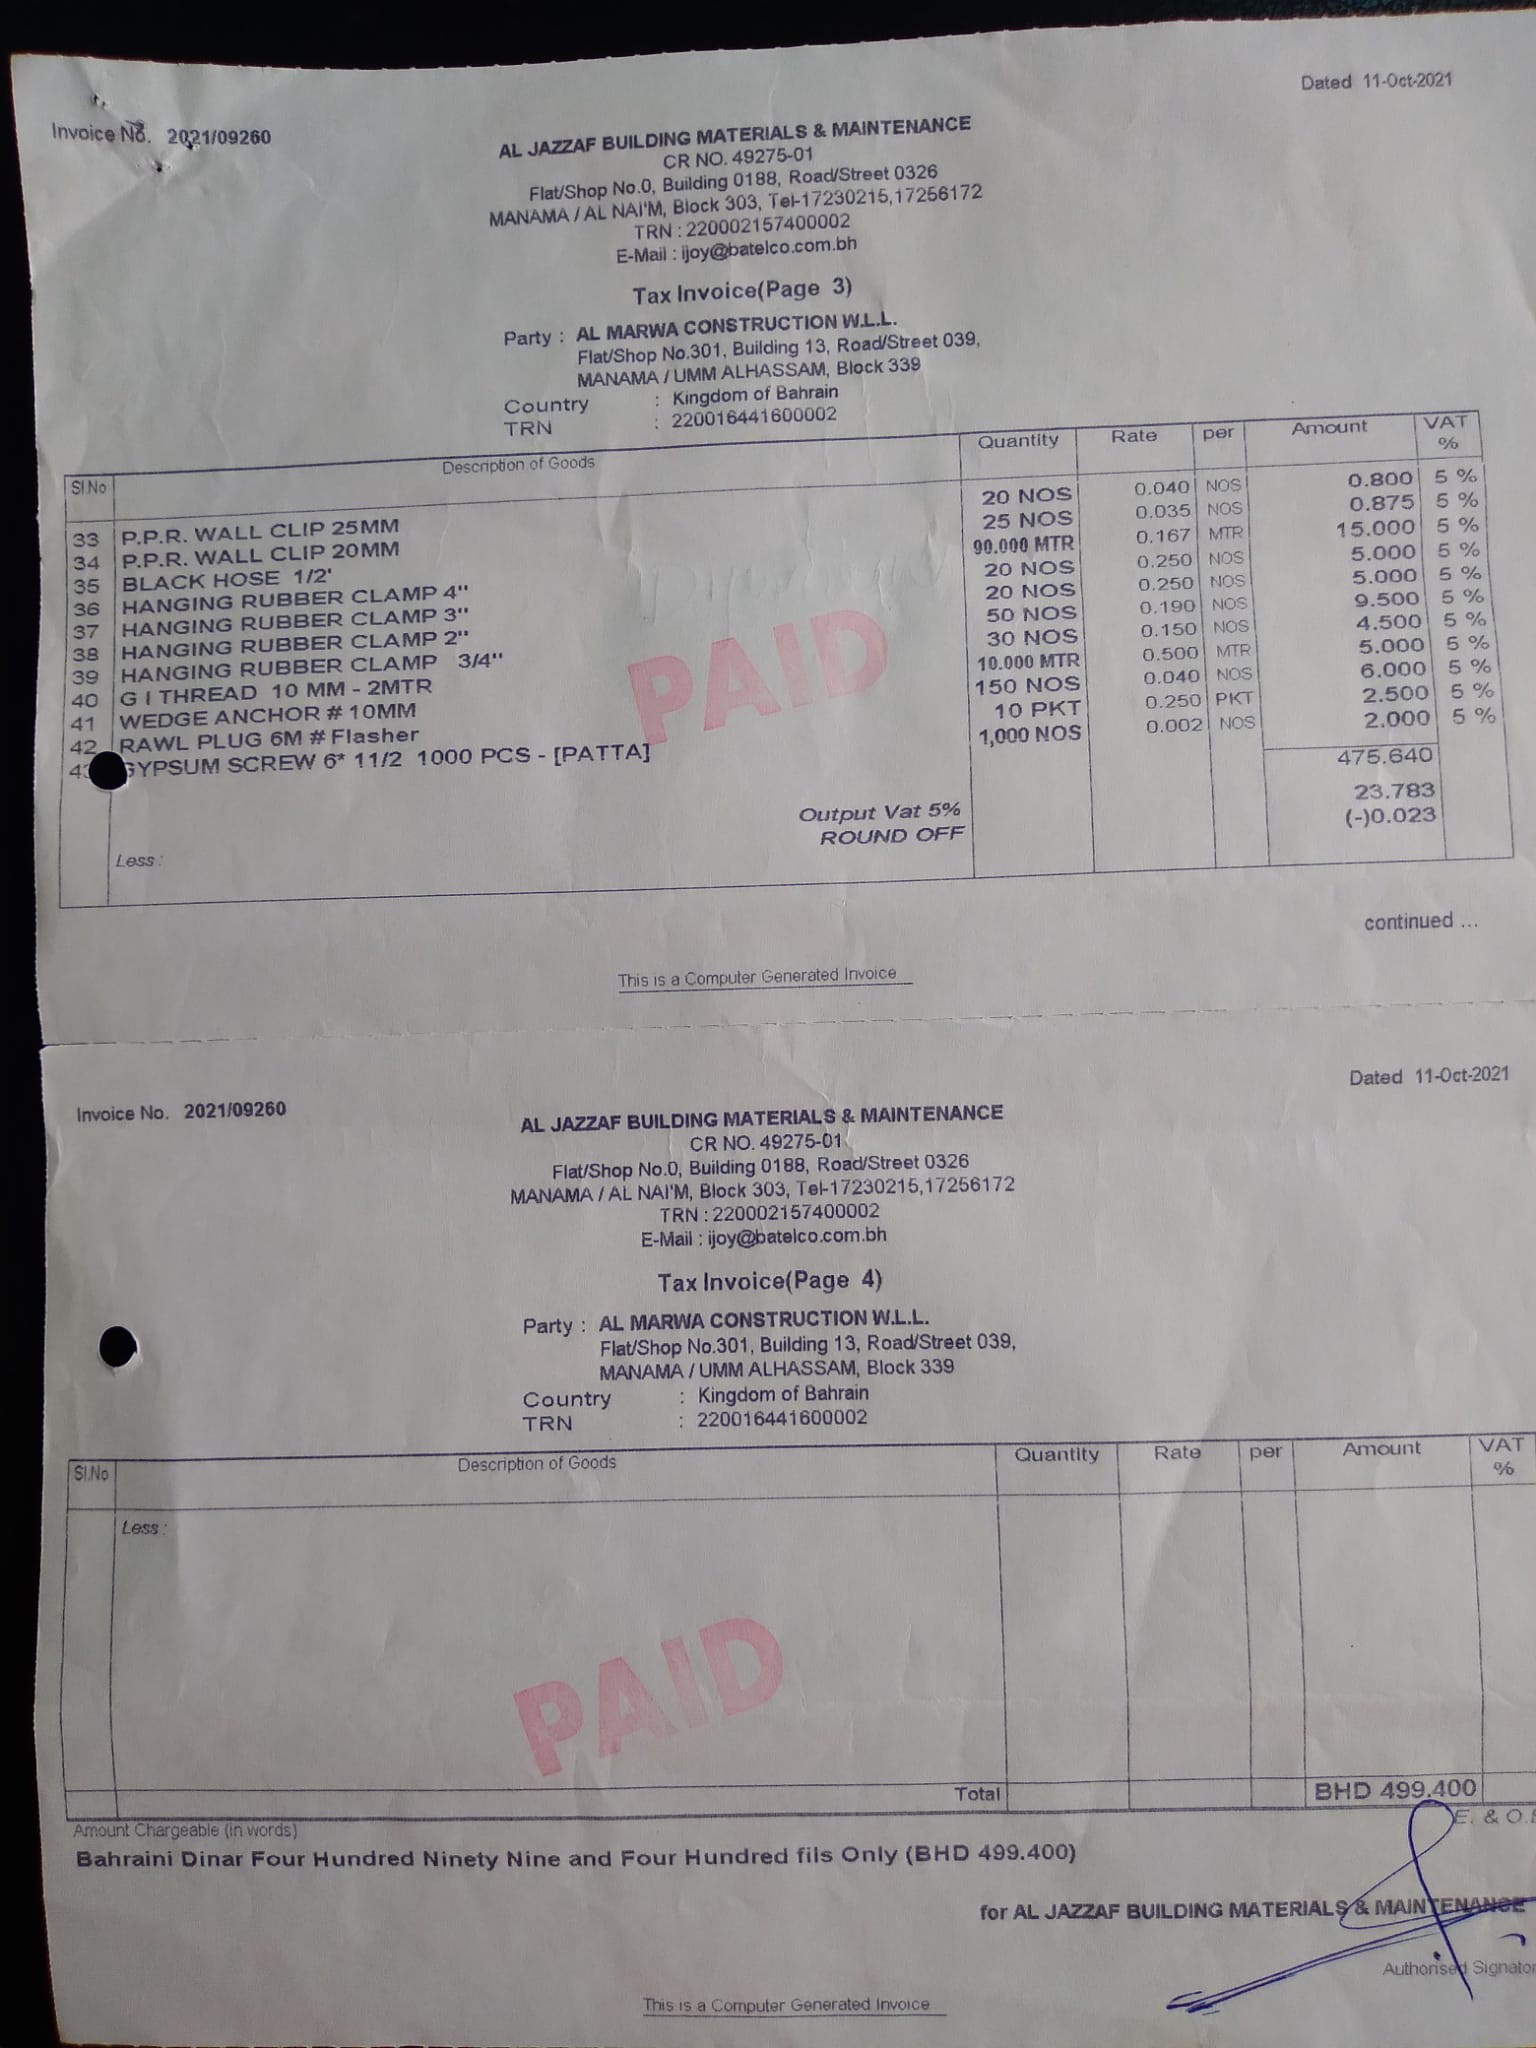 Dated 11-Oct-2021
Invoice No. 2021/09260
AL JAZZAF BUILDING MATERIALS & MAINTENANCE
CR NO. 49275-01
Flat/Shop No.0, Building 0188, Road/Street 0326
MANAMA / AL NAI'M, Block 303, Tel-17230215,17256172
TRN : 220002157400002
E-Mail : ijoy@batelco.com.bh
Tax Invoice(Page 3)
Party : AL MARWA CONSTRUCTION W.L.L.
Flat/Shop No.301, Building 13, Road/Street 039,
MANAMA / UMM ALHASSAM, Block 339
Country : Kingdom of Bahrain
TRN : 220016441600002
Sl.No Description of Goods Quantity Rate per Amount VAT %
33 P.P.R. WALL CLIP 25MM 20 NOS 0.040 NOS 0.800 5 %
34 P.P.R. WALL CLIP 20MM 25 NOS 0.035 NOS 0.875 5 %
35 BLACK HOSE 1/2' 90.000 MTR 0.167 MTR 15.000 5 %
36 HANGING RUBBER CLAMP 4" 20 NOS 0.250 NOS 5.000 5 %
37 HANGING RUBBER CLAMP 3" 20 NOS 0.250 NOS 5.000 5 %
38 HANGING RUBBER CLAMP 2" 50 NOS 0.190 NOS 9.500 5 %
39 HANGING RUBBER CLAMP 3/4" 30 NOS 0.150 NOS 4.500 5 %
40 G I THREAD 10 MM - 2MTR 10.000 MTR 0.500 MTR 5.000 5 %
41 WEDGE ANCHOR # 10MM 150 NOS 0.040 NOS 6.000 5 %
42 RAWL PLUG 6M # Flasher 10 PKT 0.250 PKT 2.500 5 %
GYPSUM SCREW 6* 11/2 1000 PCS - [PATTA] 1,000 NOS 0.002 NOS 2.000 5 %
475.640
Output Vat 5% 23.783
Less : ROUND OFF (-)0.023
PAID
continued ...
This is a Computer Generated Invoice
Dated 11-Oct-2021
Invoice No. 2021/09260
AL JAZZAF BUILDING MATERIALS & MAINTENANCE
CR NO. 49275-01
Flat/Shop No.0, Building 0188, Road/Street 0326
MANAMA / AL NAI'M, Block 303, Tel-17230215,17256172
TRN : 220002157400002
E-Mail : ijoy@batelco.com.bh
Tax Invoice(Page 4)
Party : AL MARWA CONSTRUCTION W.L.L.
Flat/Shop No.301, Building 13, Road/Street 039,
MANAMA / UMM ALHASSAM, Block 339
Country : Kingdom of Bahrain
TRN : 220016441600002
Sl.No Description of Goods Quantity Rate per Amount VAT %
Less :
PAID
Total BHD 499.400
Amount Chargeable (in words) E. & O.E
Bahraini Dinar Four Hundred Ninety Nine and Four Hundred fils Only (BHD 499.400)
for AL JAZZAF BUILDING MATERIALS & MAINTENANCE
Authorised Signator
This is a Computer Generated Invoice